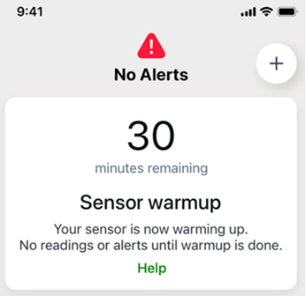 9:41
No Alerts
30
minutes remaining
Sensor warmup
Your sensor is now warming up.
No readings or alerts until warmup is done.
Help